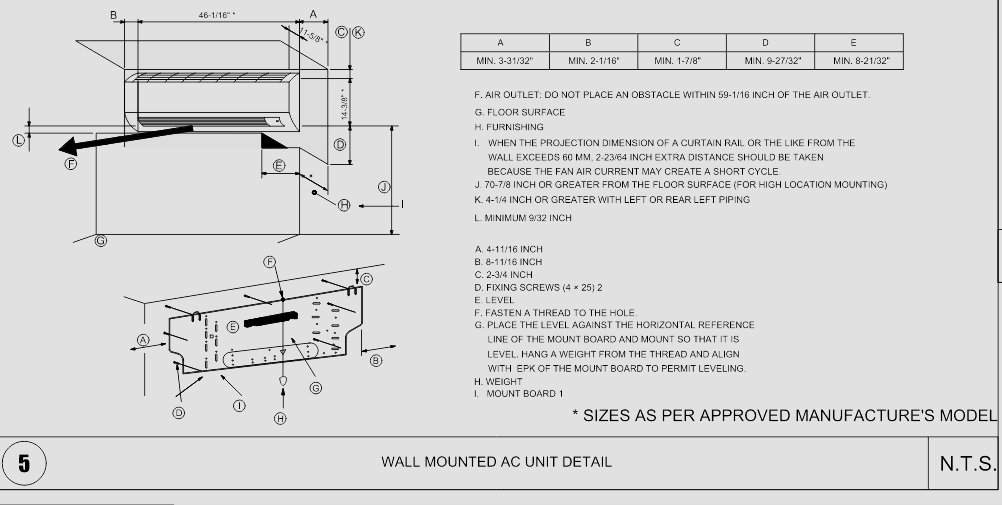 B
46-1/16" *
A
11-5/8" *
C K
14-3/8" *
L
F
D
E
J
H
I
G
A B C D E
MIN. 3-31/32" MIN. 2-1/16" MIN. 1-7/8" MIN. 9-27/32" MIN. 8-21/32"
F. AIR OUTLET: DO NOT PLACE AN OBSTACLE WITHIN 59-1/16 INCH OF THE AIR OUTLET.
G. FLOOR SURFACE
H. FURNISHING
I. WHEN THE PROJECTION DIMENSION OF A CURTAIN RAIL OR THE LIKE FROM THE
WALL EXCEEDS 60 MM, 2-23/64 INCH EXTRA DISTANCE SHOULD BE TAKEN
BECAUSE THE FAN AIR CURRENT MAY CREATE A SHORT CYCLE.
J. 70-7/8 INCH OR GREATER FROM THE FLOOR SURFACE (FOR HIGH LOCATION MOUNTING)
K. 4-1/4 INCH OR GREATER WITH LEFT OR REAR LEFT PIPING
L. MINIMUM 9/32 INCH
F
C
E
A
B
G
I
D
H
A. 4-11/16 INCH
B. 8-11/16 INCH
C. 2-3/4 INCH
D. FIXING SCREWS (4 × 25) 2
E. LEVEL
F. FASTEN A THREAD TO THE HOLE.
G. PLACE THE LEVEL AGAINST THE HORIZONTAL REFERENCE
LINE OF THE MOUNT BOARD AND MOUNT SO THAT IT IS
LEVEL. HANG A WEIGHT FROM THE THREAD AND ALIGN
WITH EPK OF THE MOUNT BOARD TO PERMIT LEVELING.
H. WEIGHT
I. MOUNT BOARD 1
* SIZES AS PER APPROVED MANUFACTURE'S MODEL
5
WALL MOUNTED AC UNIT DETAIL
N.T.S.